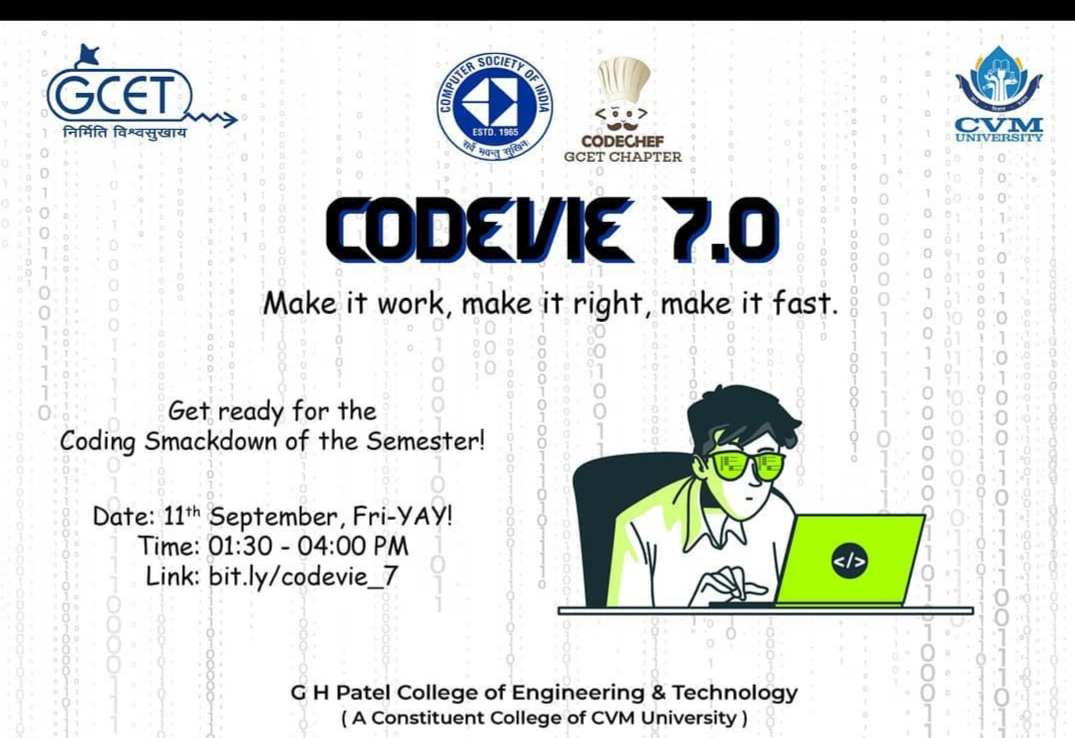 GCET
निर्मिति विश्वसुखाय
COMPUTER SOCIETY OF INDIA
ESTD. 1965
सर्वे भवन्तु सुखिनः
CODECHEF
GCET CHAPTER
CVM
UNIVERSITY
CODEVIE 7.0
Make it work, make it right, make it fast.
Get ready for the
Coding Smackdown of the Semester!
Date: 11th September, Fri-YAY!
Time: 01:30 - 04:00 PM
Link: bit.ly/codevie_7
</>
G H Patel College of Engineering & Technology
( A Constituent College of CVM University )